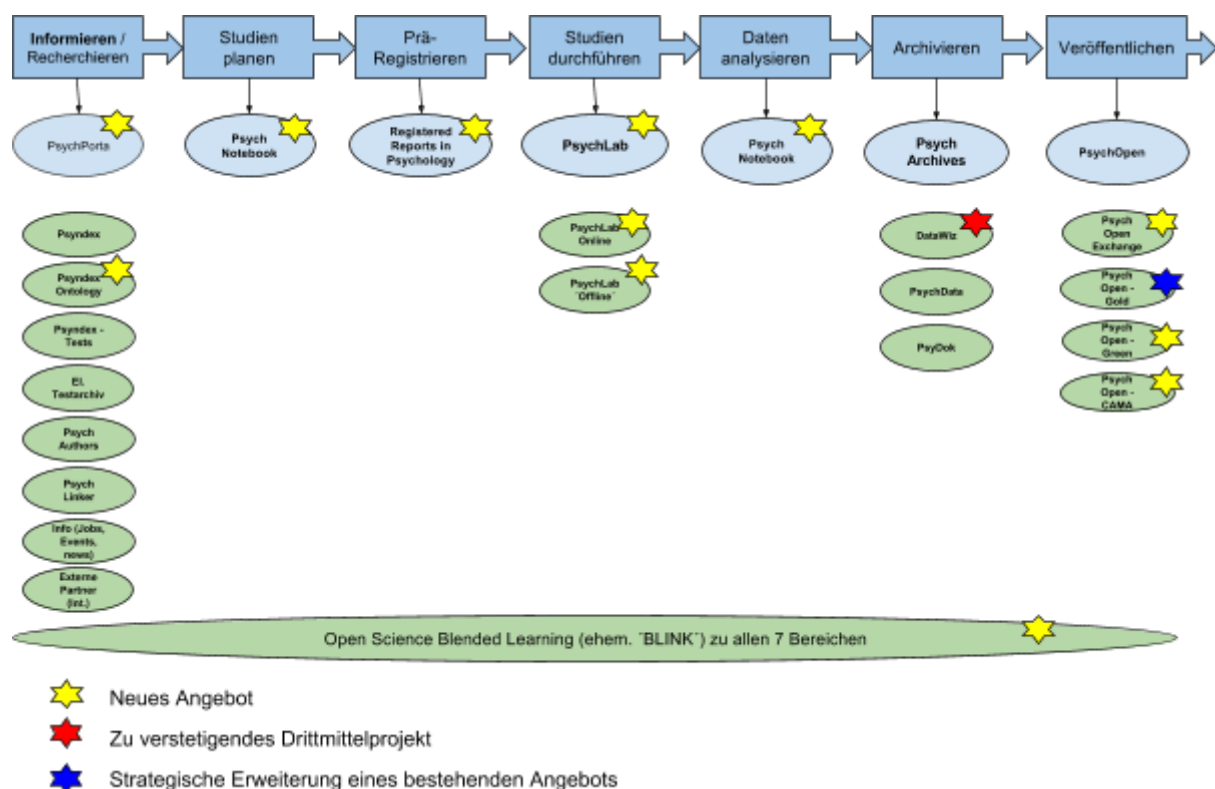 Informieren /
Recherchieren
Studien
planen
Prä-
Registrieren
Studien
durchführen
Daten
analysieren
Archivieren
Veröffentlichen
PsychPorta
Psych
Notebook
Registered
Reports in
Psychology
PsychLab
Psych
Notebook
Psych
Archives
PsychOpen
Psyndex
Psyndex
Ontology
Psyndex -
Tests
El.
Testarchiv
Psych
Authors
Psych
Linker
Info (Jobs,
Events,
news)
Externe
Partner
(int.)
PsychLab
Online
PsychLab
´Offline´
DataWiz
PsychData
PsyDok
Psych
Open
Exchange
Psych
Open -
Gold
Psych
Open -
Green
Psych
Open -
CAMA
Open Science Blended Learning (ehem. ´BLINK´) zu allen 7 Bereichen
Neues Angebot
Zu verstetigendes Drittmittelprojekt
Strategische Erweiterung eines bestehenden Angebots